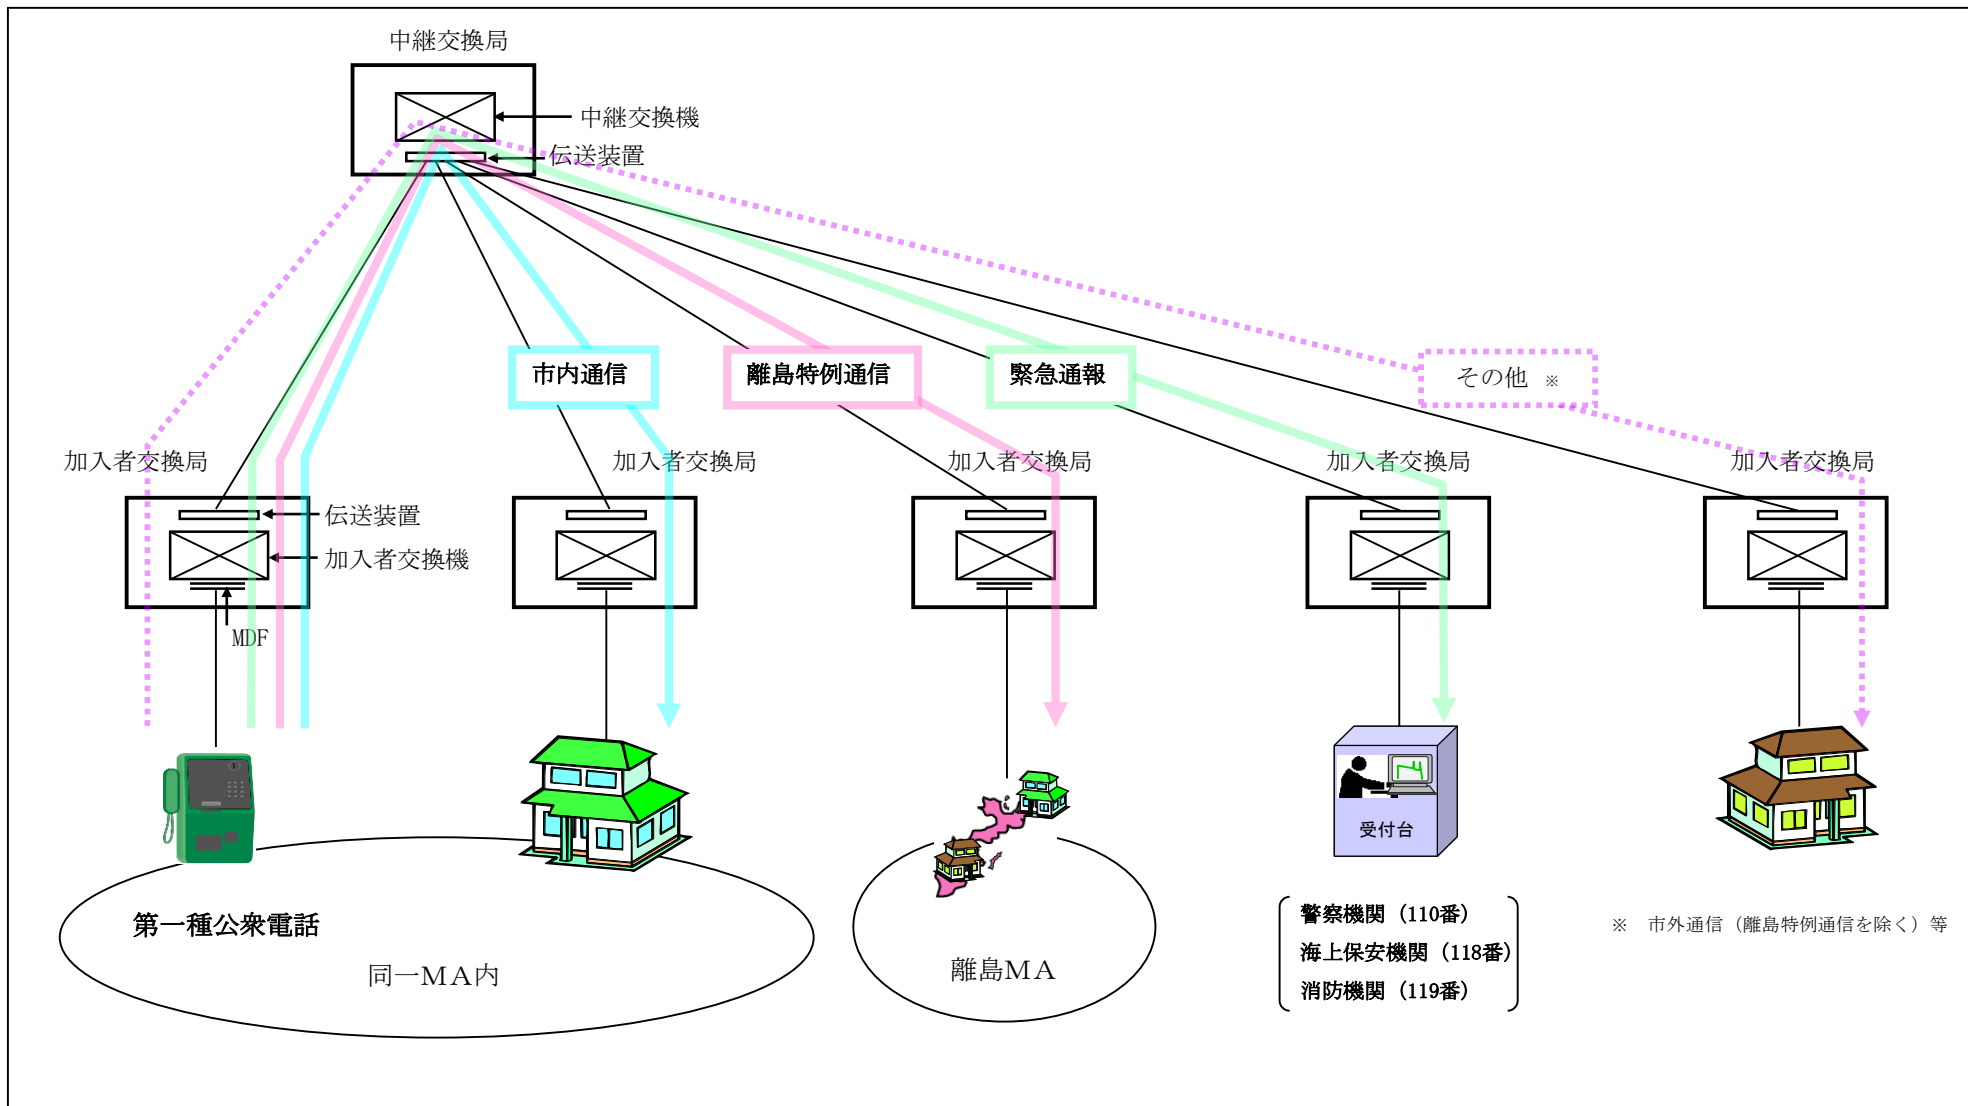 中継交換局
中継交換機
伝送装置
市内通信
離島特例通信
緊急通報
その他 ※
加入者交換局
加入者交換局
加入者交換局
加入者交換局
加入者交換局
伝送装置
加入者交換機
MDF
受付台
第一種公衆電話
同一MA内
離島MA
警察機関（110番）
海上保安機関（118番）
消防機関（119番）
※　市外通信（離島特例通信を除く）等